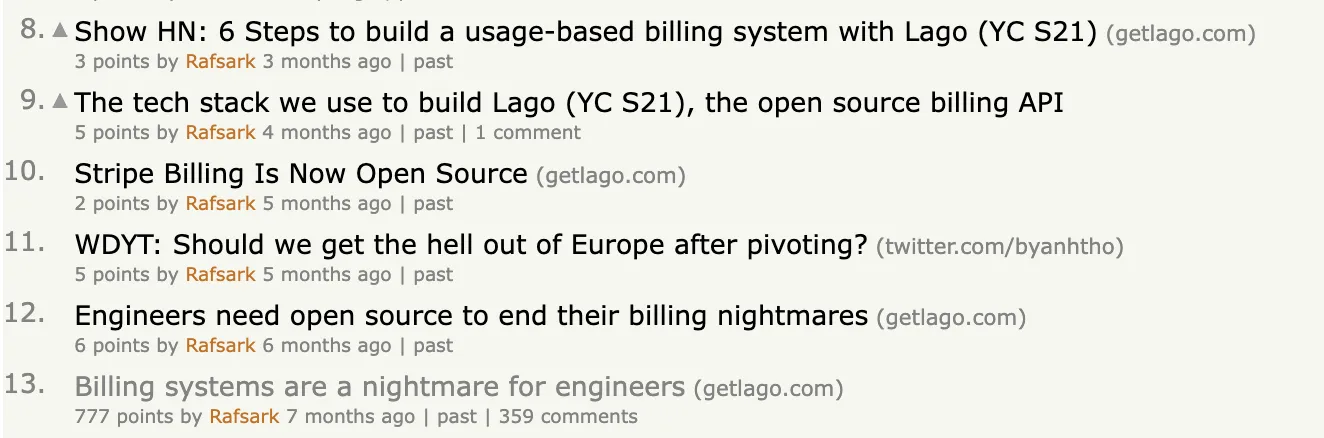 8. ▲ Show HN: 6 Steps to build a usage-based billing system with Lago (YC S21) (getlago.com)
3 points by Rafsark 3 months ago | past
9. ▲ The tech stack we use to build Lago (YC S21), the open source billing API
5 points by Rafsark 4 months ago | past | 1 comment
10. Stripe Billing Is Now Open Source (getlago.com)
2 points by Rafsark 5 months ago | past
11. WDYT: Should we get the hell out of Europe after pivoting? (twitter.com/byanhtho)
5 points by Rafsark 5 months ago | past
12. Engineers need open source to end their billing nightmares (getlago.com)
6 points by Rafsark 6 months ago | past
13. Billing systems are a nightmare for engineers (getlago.com)
777 points by Rafsark 7 months ago | past | 359 comments